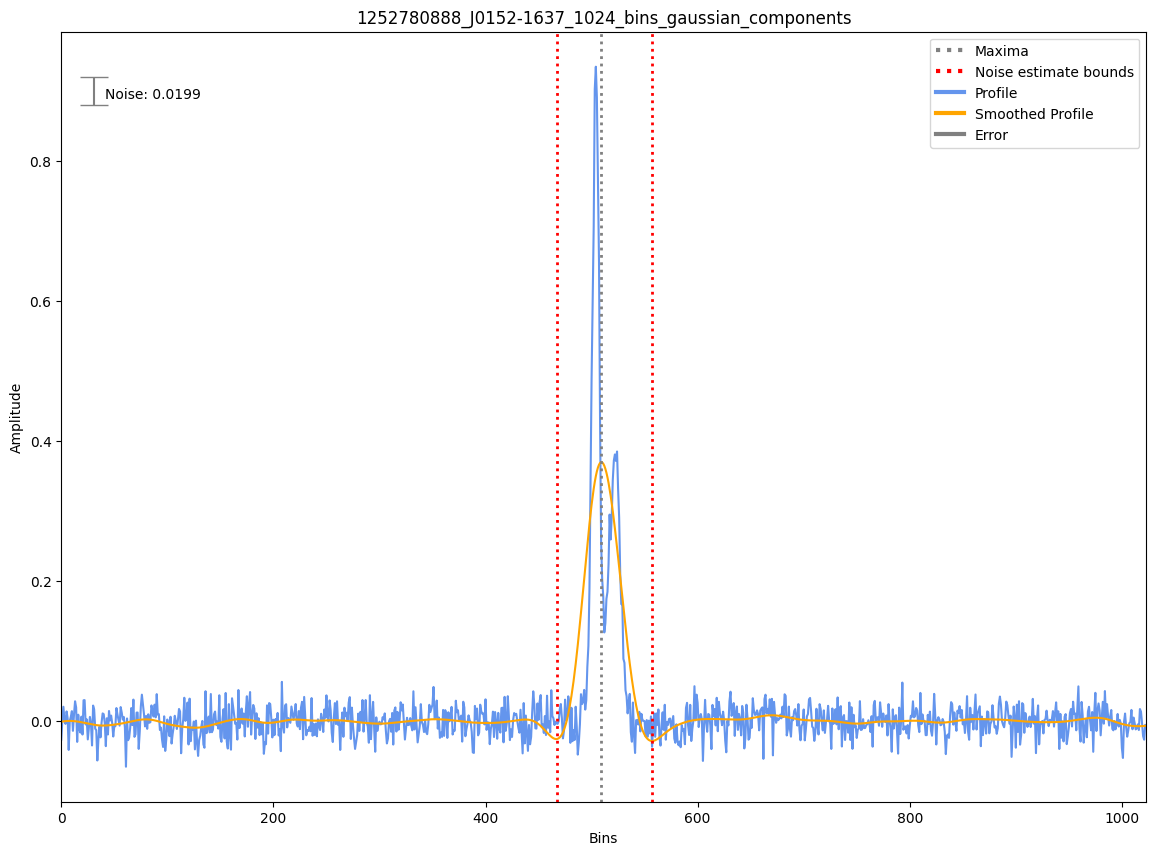 1252780888_J0152-1637_1024_bins_gaussian_components
Maxima
Noise estimate bounds
Profile
Smoothed Profile
Error
Noise: 0.0199
0.8
0.6
0.4
0.2
0.0
Amplitude
0 200 400 600 800 1000
Bins